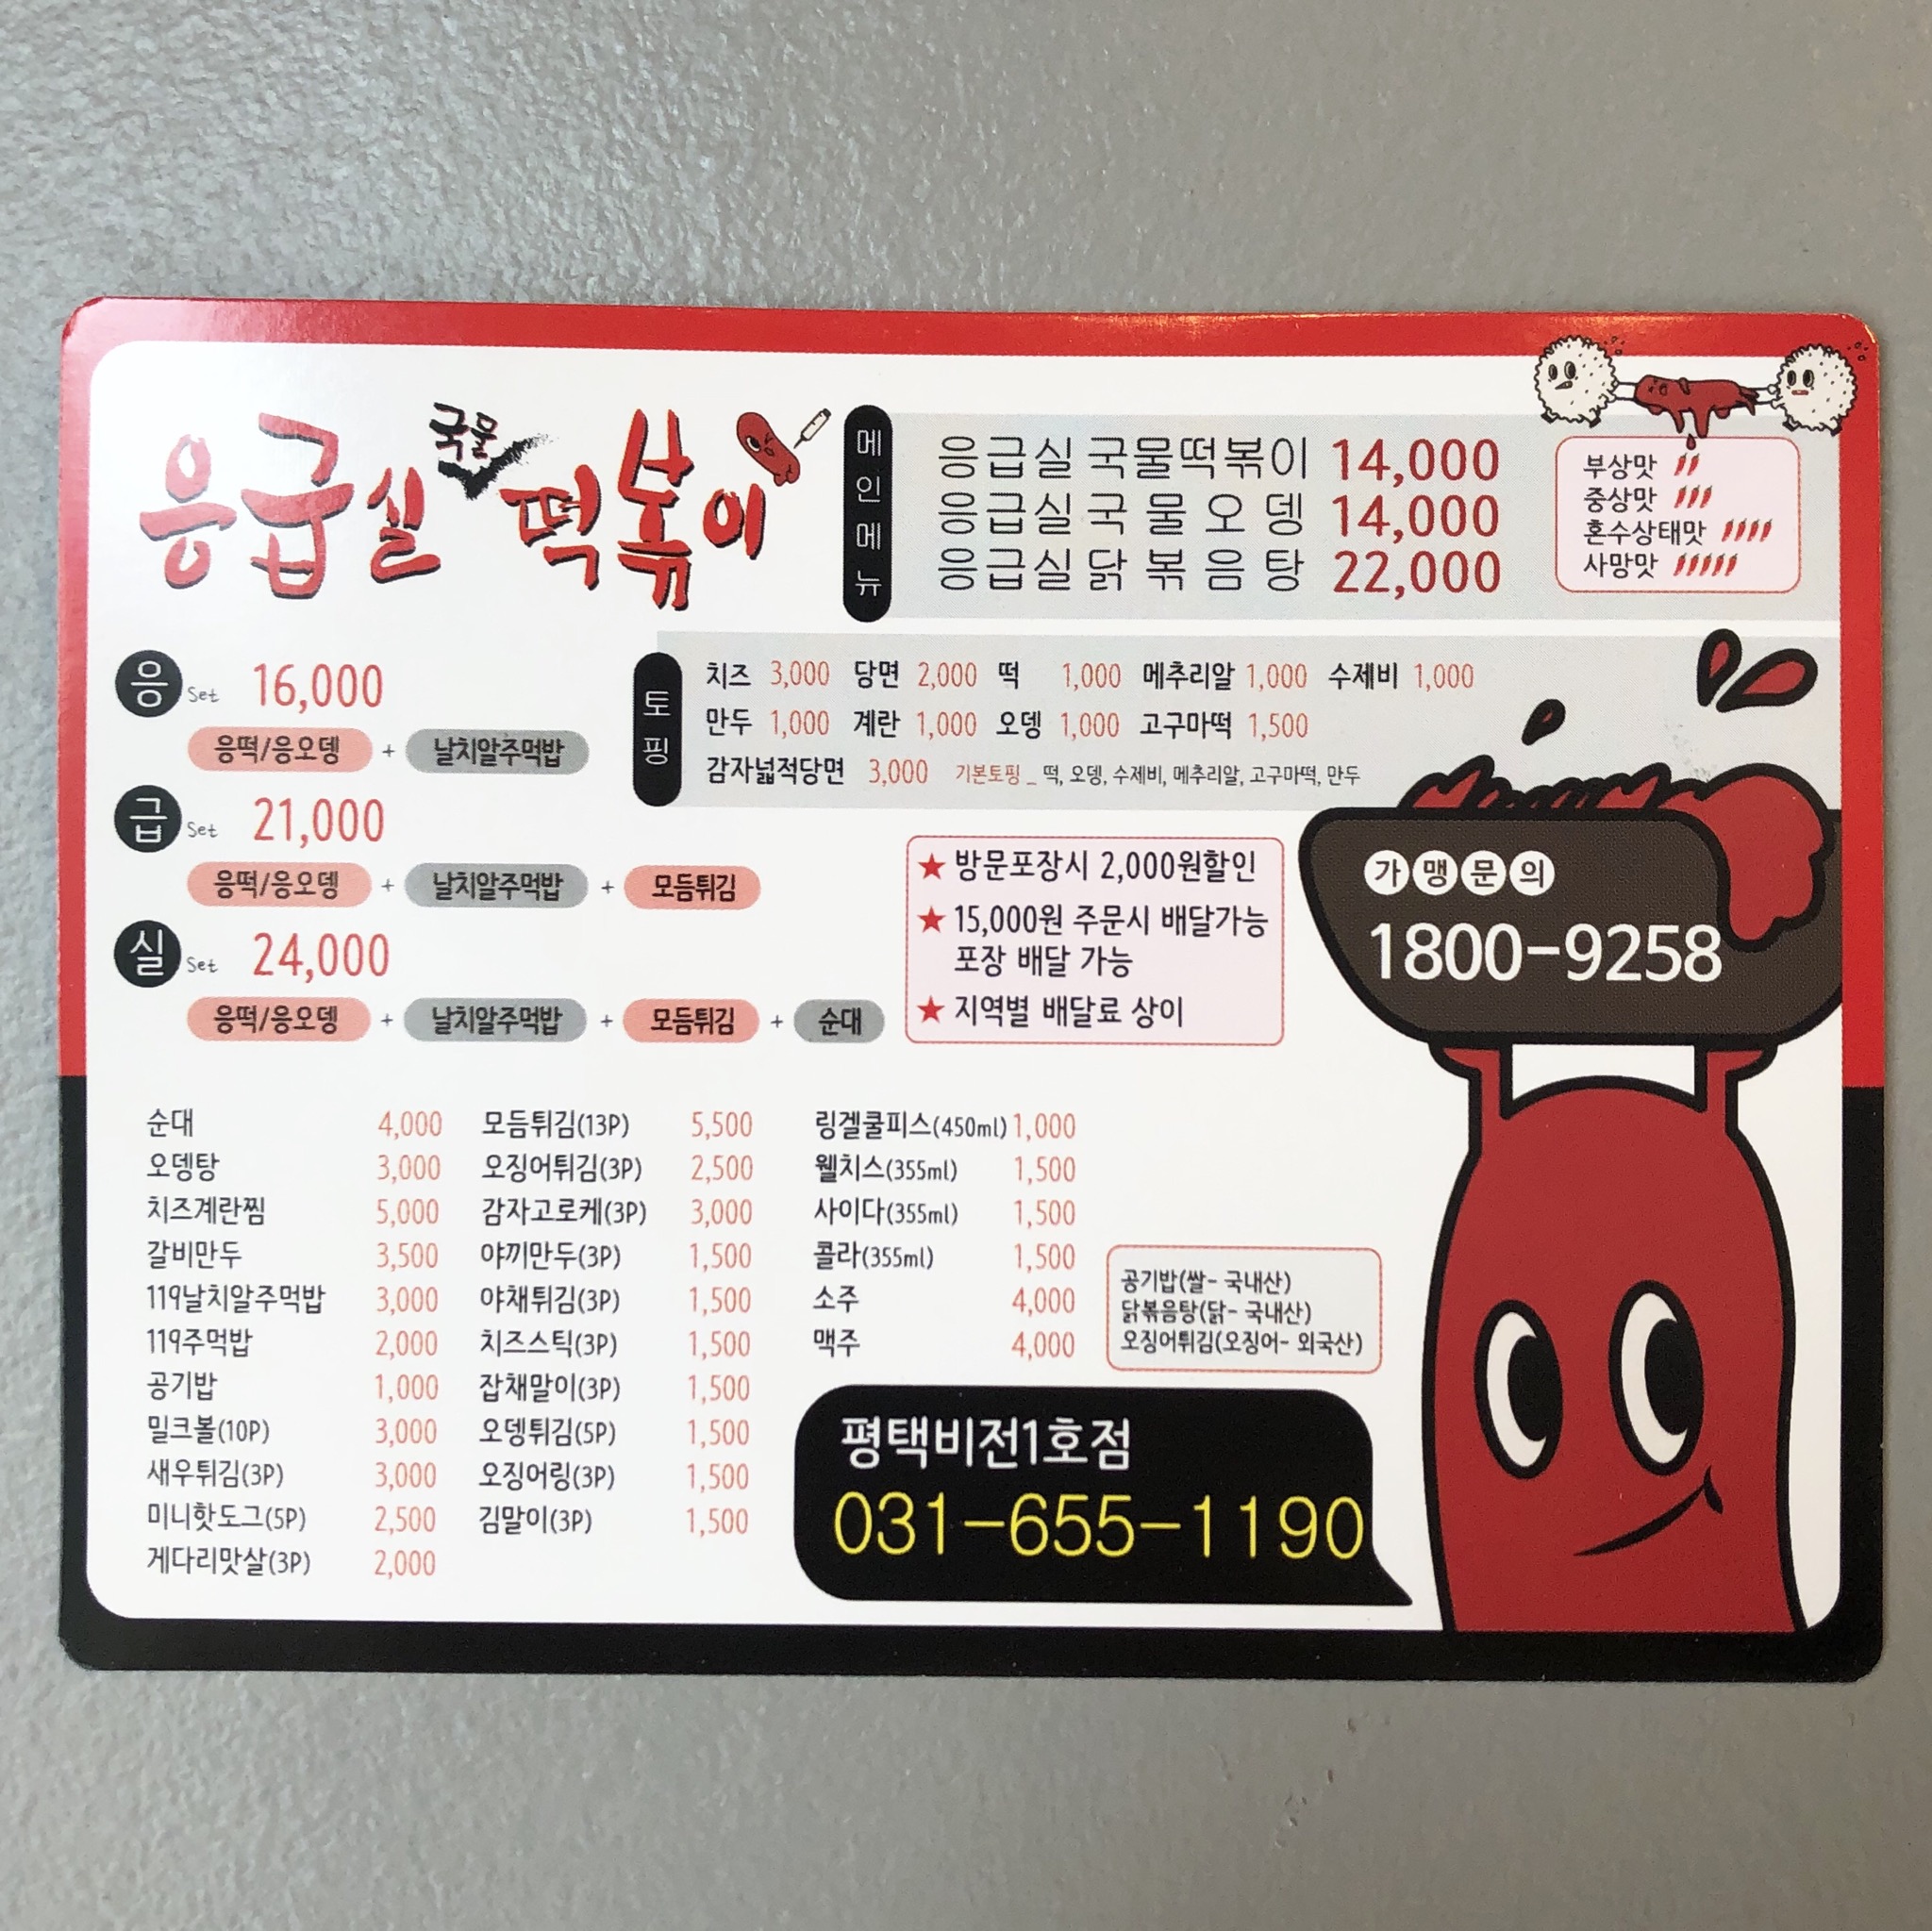 응급실 국물 떡볶이
메인메뉴
응급실 국물떡볶이 14,000
응급실국물오뎅 14,000
응급실닭볶음탕 22,000
부상맛
중상맛
혼수상태맛
사망맛
응 Set 16,000
응떡/응오뎅 + 날치알주먹밥
급 Set 21,000
응떡/응오뎅 + 날치알주먹밥 + 모듬튀김
실 Set 24,000
응떡/응오뎅 + 날치알주먹밥 + 모듬튀김 + 순대
토핑
치즈 3,000 당면 2,000 떡 1,000 메추리알 1,000 수제비 1,000
만두 1,000 계란 1,000 오뎅 1,000 고구마떡 1,500
감자넓적당면 3,000 기본토핑_ 떡, 오뎅, 수제비, 메추리알, 고구마떡, 만두
★ 방문포장시 2,000원할인
★ 15,000원 주문시 배달가능
포장 배달 가능
★ 지역별 배달료 상이
가맹문의
1800-9258
순대 4,000
오뎅탕 3,000
치즈계란찜 5,000
갈비만두 3,500
119날치알주먹밥 3,000
119주먹밥 2,000
공기밥 1,000
밀크볼(10P) 3,000
새우튀김(3P) 3,000
미니핫도그(5P) 2,500
게다리맛살(3P) 2,000
모듬튀김(13P) 5,500
오징어튀김(3P) 2,500
감자고로케(3P) 3,000
야끼만두(3P) 1,500
야채튀김(3P) 1,500
치즈스틱(3P) 1,500
잡채말이(3P) 1,500
오뎅튀김(5P) 1,500
오징어링(3P) 1,500
김말이(3P) 1,500
링겔쿨피스(450ml) 1,000
웰치스(355ml) 1,500
사이다(355ml) 1,500
콜라(355ml) 1,500
소주 4,000
맥주 4,000
공기밥(쌀- 국내산)
닭볶음탕(닭- 국내산)
오징어튀김(오징어- 외국산)
평택비전1호점
031-655-1190